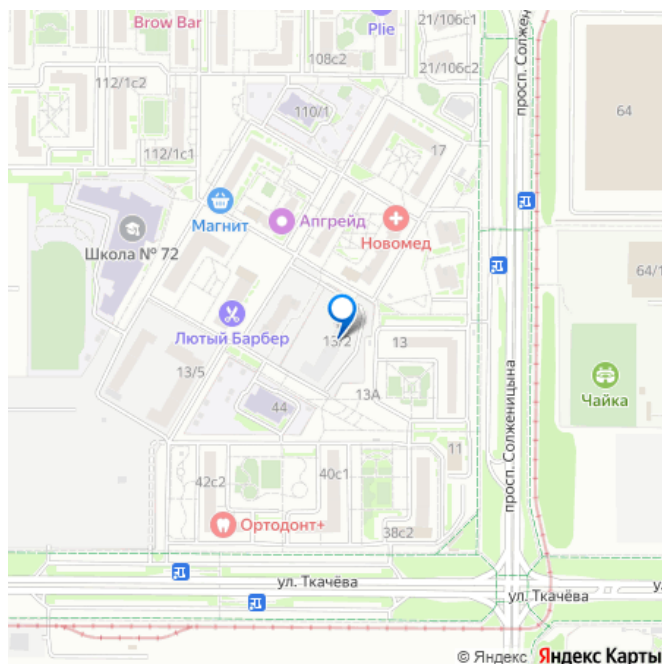 Brow Bar
Plie
21/106с1
просп. Солженицына
108с2
21/106с2
112/1с2
110/1
64
112/1с1
17
Магнит
Апгрейд
Новомед
Школа № 72
64/1
Лютый Барбер
13/2
13
13/5
просп. Солженицына
Чайка
13А
44
11
42с2
40с1
Ортодонт+
38с2
ул. Ткачёва
ул. Ткачёва
© Яндекс Яндекс Карты